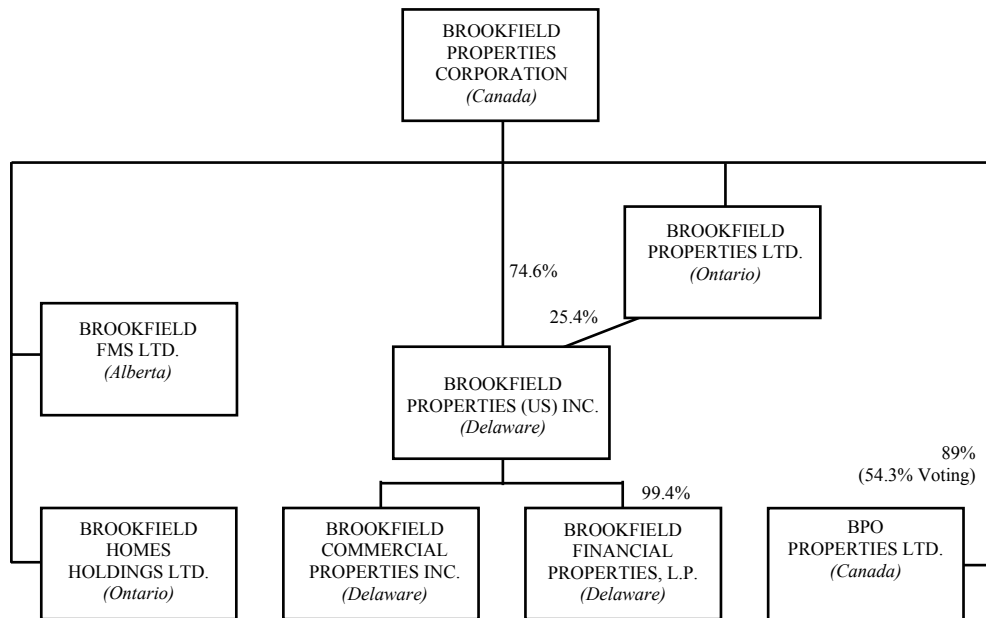 BROOKFIELD
PROPERTIES
CORPORATION
(Canada)
BROOKFIELD
PROPERTIES LTD.
(Ontario)
74.6%
25.4%
BROOKFIELD
FMS LTD.
(Alberta)
BROOKFIELD
PROPERTIES (US) INC.
(Delaware)
89%
(54.3% Voting)
99.4%
BROOKFIELD
HOMES
HOLDINGS LTD.
(Ontario)
BROOKFIELD
COMMERCIAL
PROPERTIES INC.
(Delaware)
BROOKFIELD
FINANCIAL
PROPERTIES, L.P.
(Delaware)
BPO
PROPERTIES LTD.
(Canada)